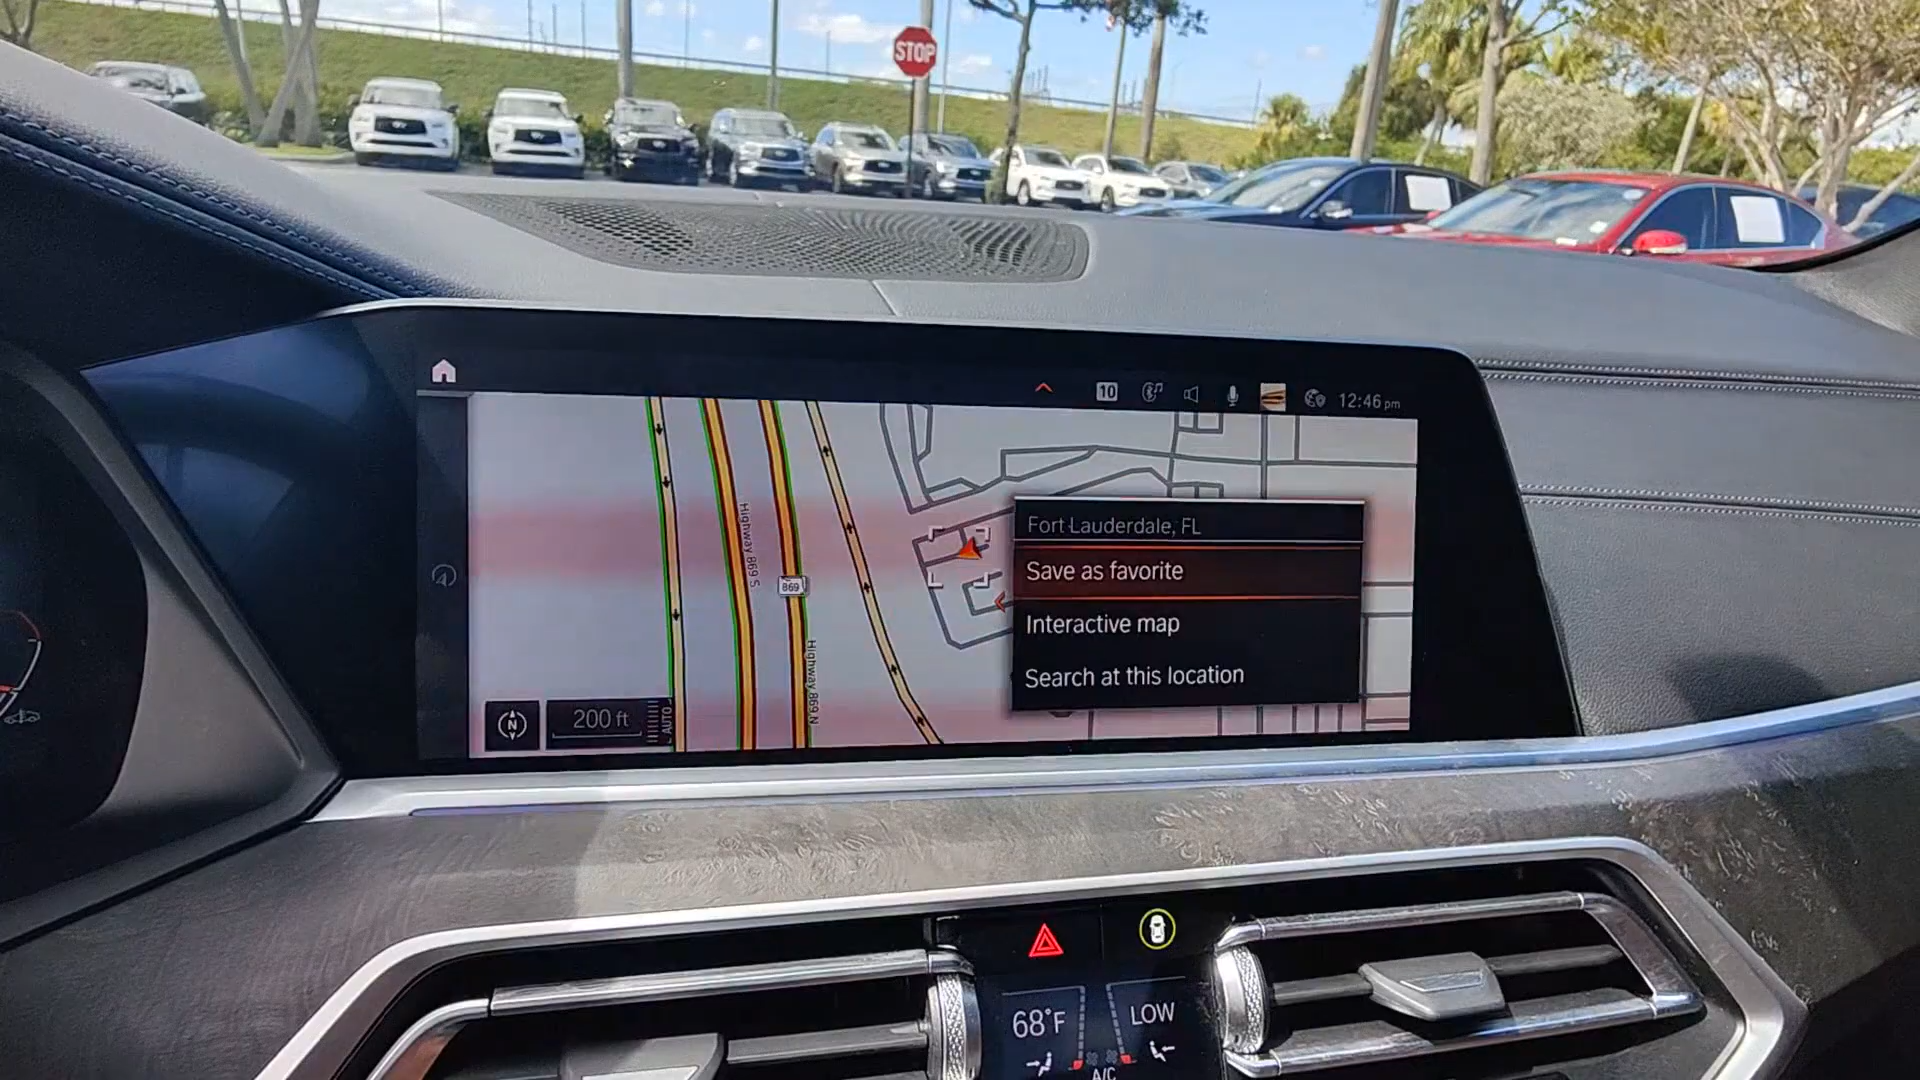 STOP
10
12:46 pm
Highway 869 S
869
Highway 869 N
Fort Lauderdale, FL
Save as favorite
Interactive map
Search at this location
N
200 ft
AUTO
68°F
LOW
A/C